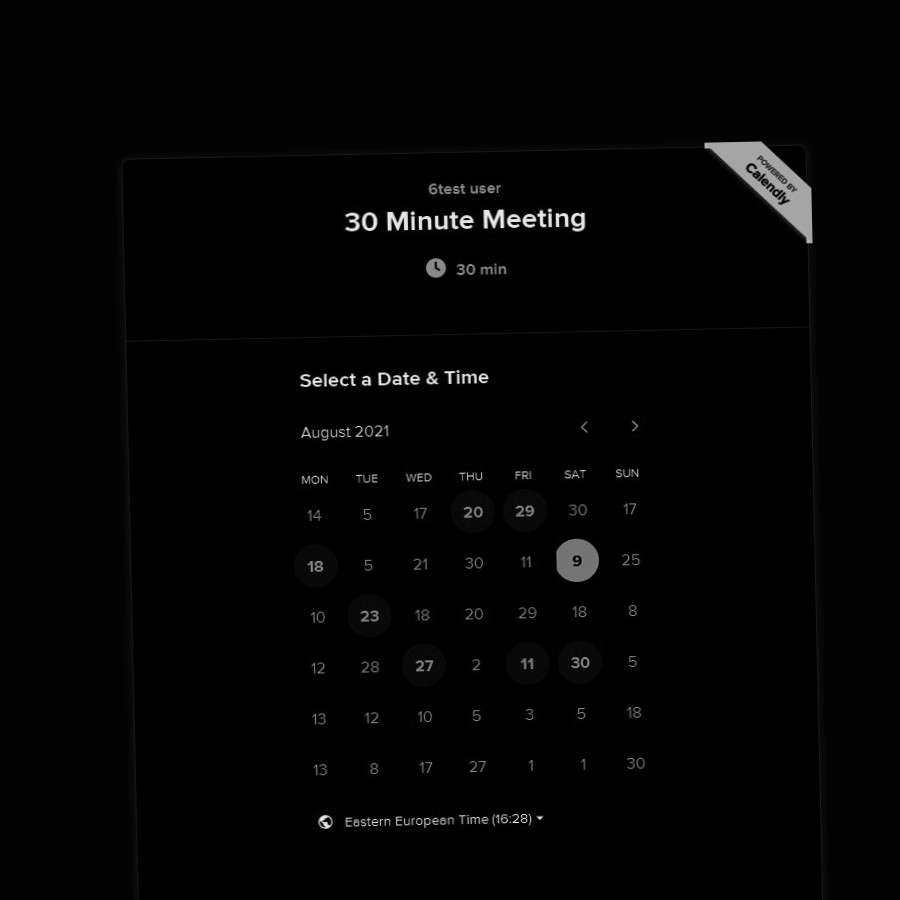 POWERED BY
Calendly
6test user
30 Minute Meeting
30 min
Select a Date & Time
August 2021
MON TUE WED THU FRI SAT SUN
14 5 17 20 29 30 17
18 5 21 30 11 9 25
10 23 18 20 29 18 8
12 28 27 2 11 30 5
13 12 10 5 3 5 18
13 8 17 27 1 1 30
Eastern European Time (16:28)